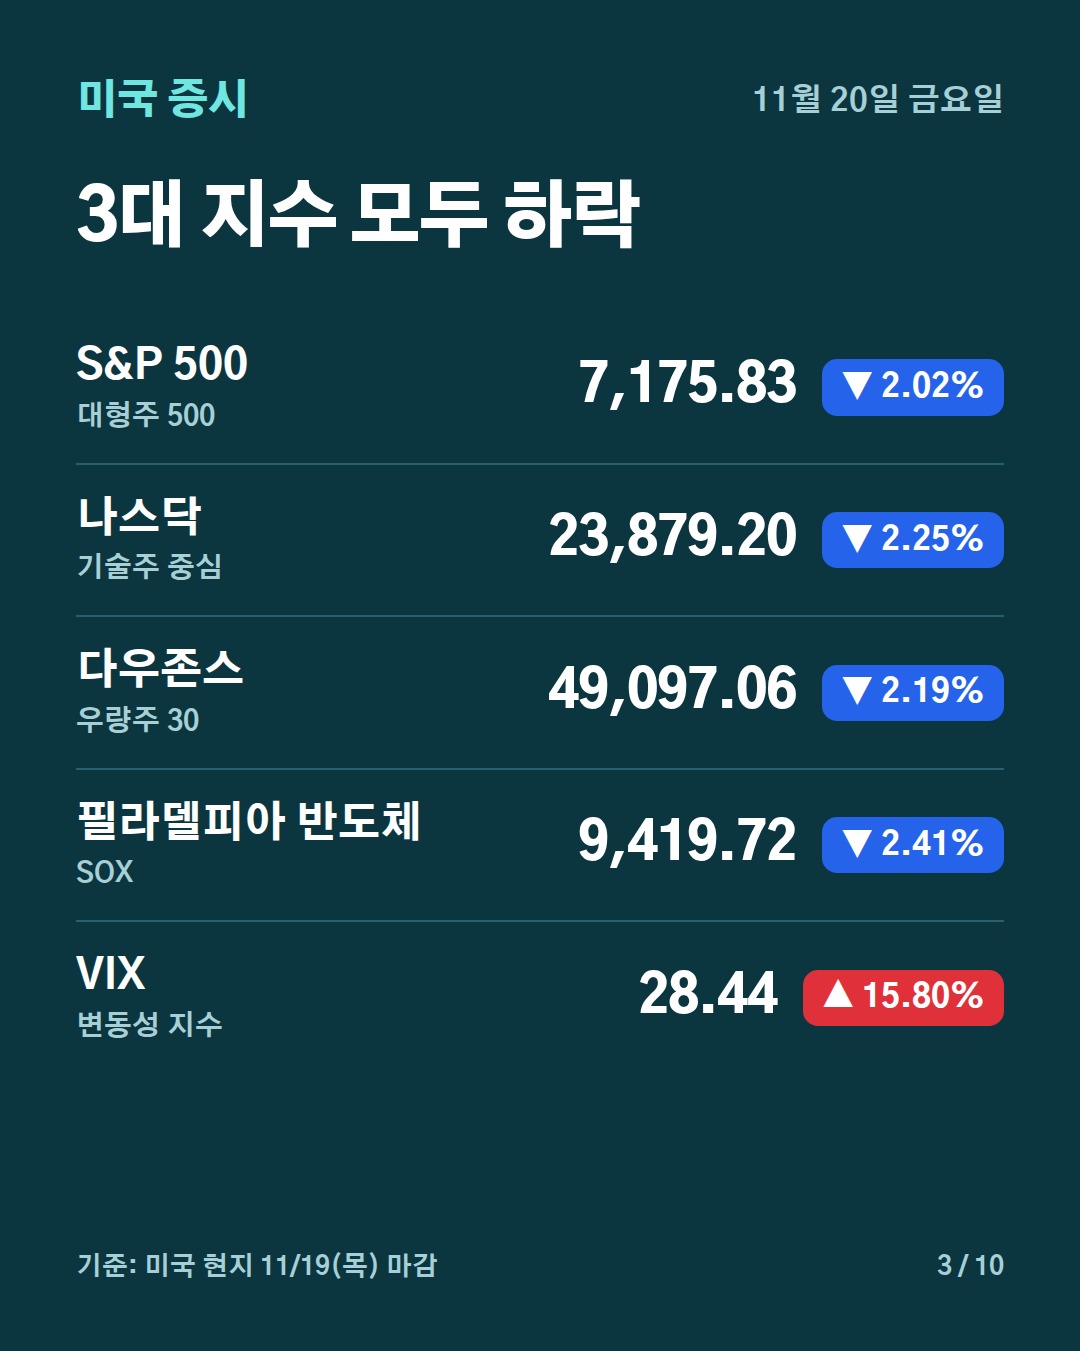 미국 증시
11월 20일 금요일
3대 지수 모두 하락
S&P 500
대형주 500
7,175.83
▼ 2.02%
나스닥
기술주 중심
23,879.20
▼ 2.25%
다우존스
우량주 30
49,097.06
▼ 2.19%
필라델피아 반도체
SOX
9,419.72
▼ 2.41%
VIX
변동성 지수
28.44
▲ 15.80%
기준: 미국 현지 11/19(목) 마감
3 / 10